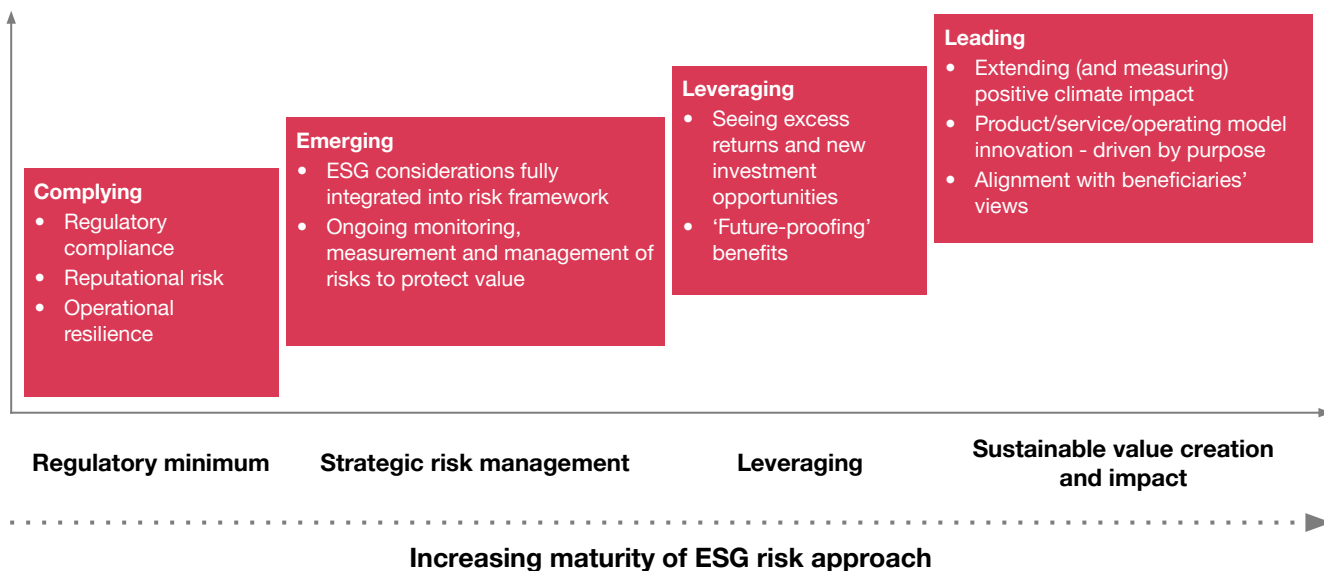 Complying
• Regulatory
compliance
• Reputational risk
• Operational
resilience
Emerging
• ESG considerations fully
integrated into risk framework
• Ongoing monitoring,
measurement and management of
risks to protect value
Leveraging
• Seeing excess
returns and new
investment
opportunities
• ‘Future-proofing’
benefits
Leading
• Extending (and measuring)
positive climate impact
• Product/service/operating model
innovation - driven by purpose
• Alignment with beneficiaries’
views
Regulatory minimum
Strategic risk management
Leveraging
Sustainable value creation
and impact
Increasing maturity of ESG risk approach